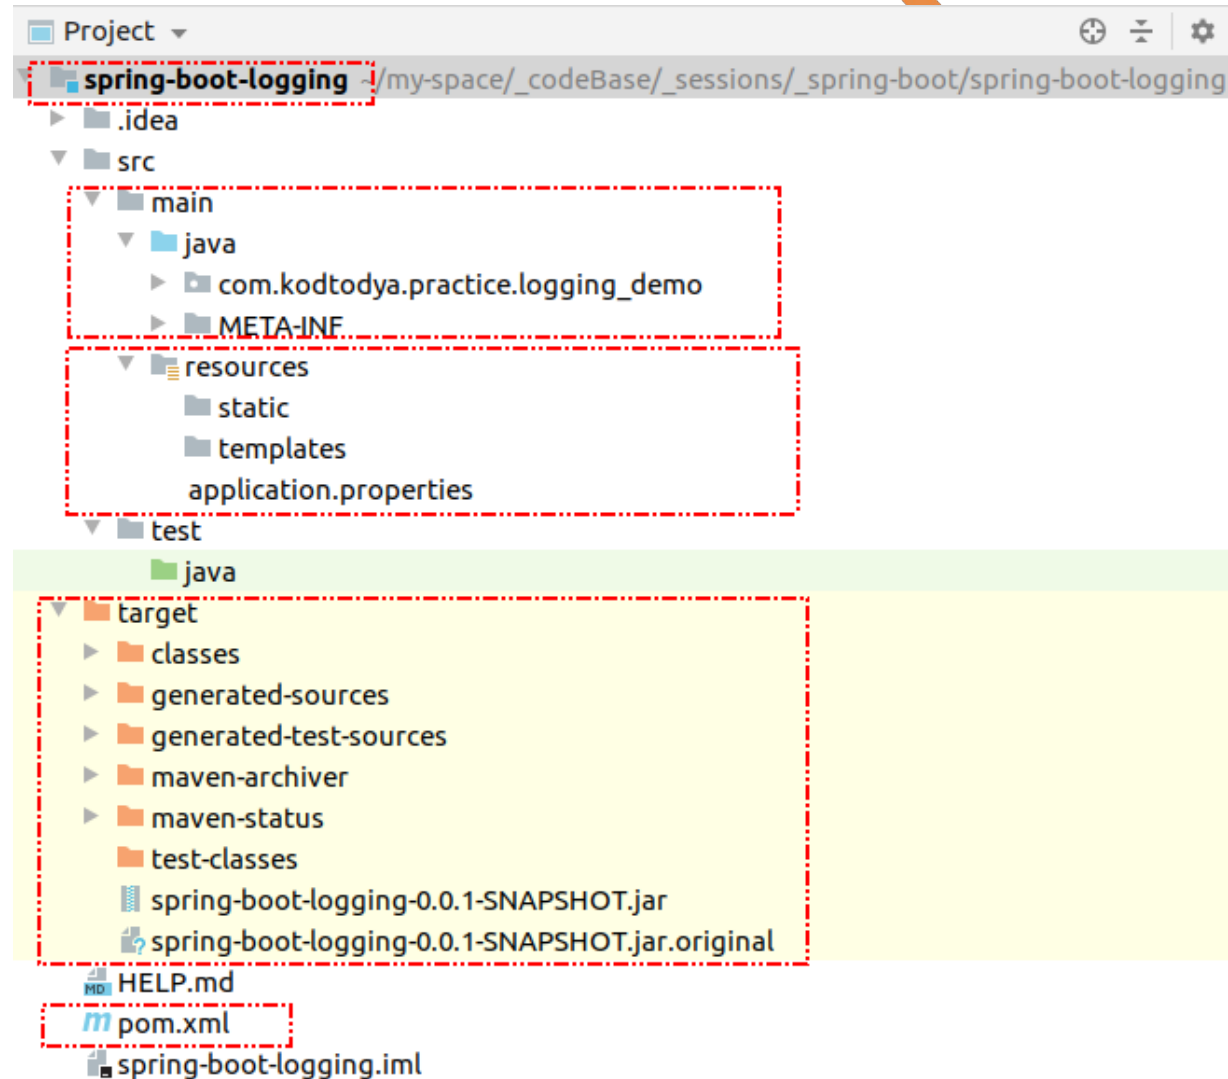 Project
spring-boot-logging ~/my-space/_codeBase/_sessions/_spring-boot/spring-boot-logging
.idea
src
main
java
com.kodtodya.practice.logging_demo
META-INF
resources
static
templates
application.properties
test
java
target
classes
generated-sources
generated-test-sources
maven-archiver
maven-status
test-classes
spring-boot-logging-0.0.1-SNAPSHOT.jar
spring-boot-logging-0.0.1-SNAPSHOT.jar.original
MD HELP.md
m pom.xml
spring-boot-logging.iml